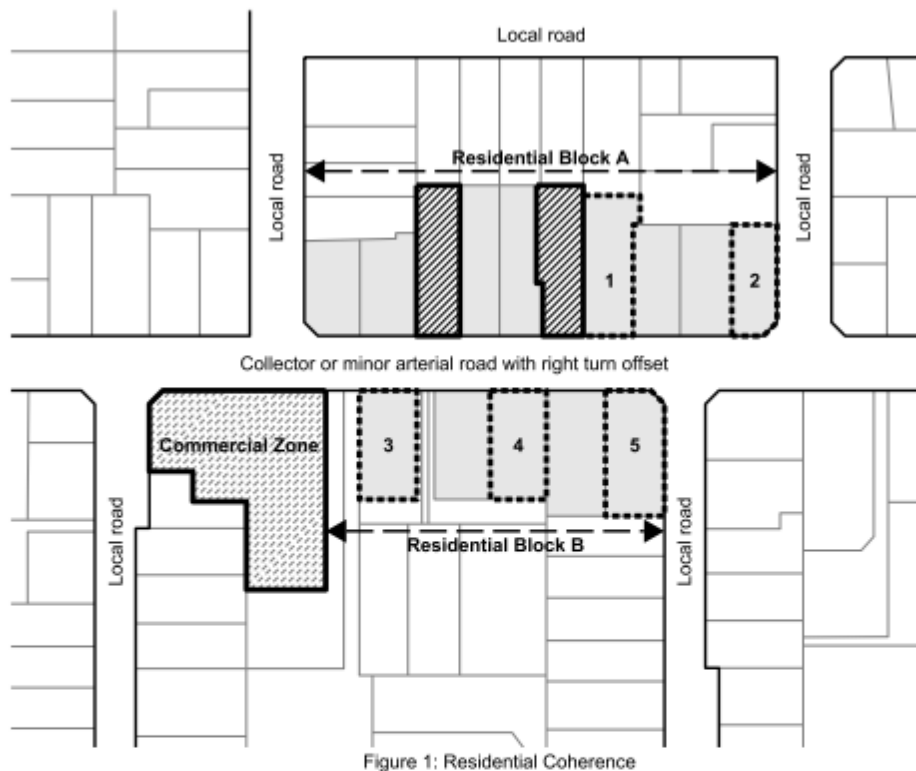 Local road
Residential Block A
Local road
Local road
1
2
Collector or minor arterial road with right turn offset
Commercial Zone
3
4
5
Residential Block B
Local road
Local road
Figure 1: Residential Coherence